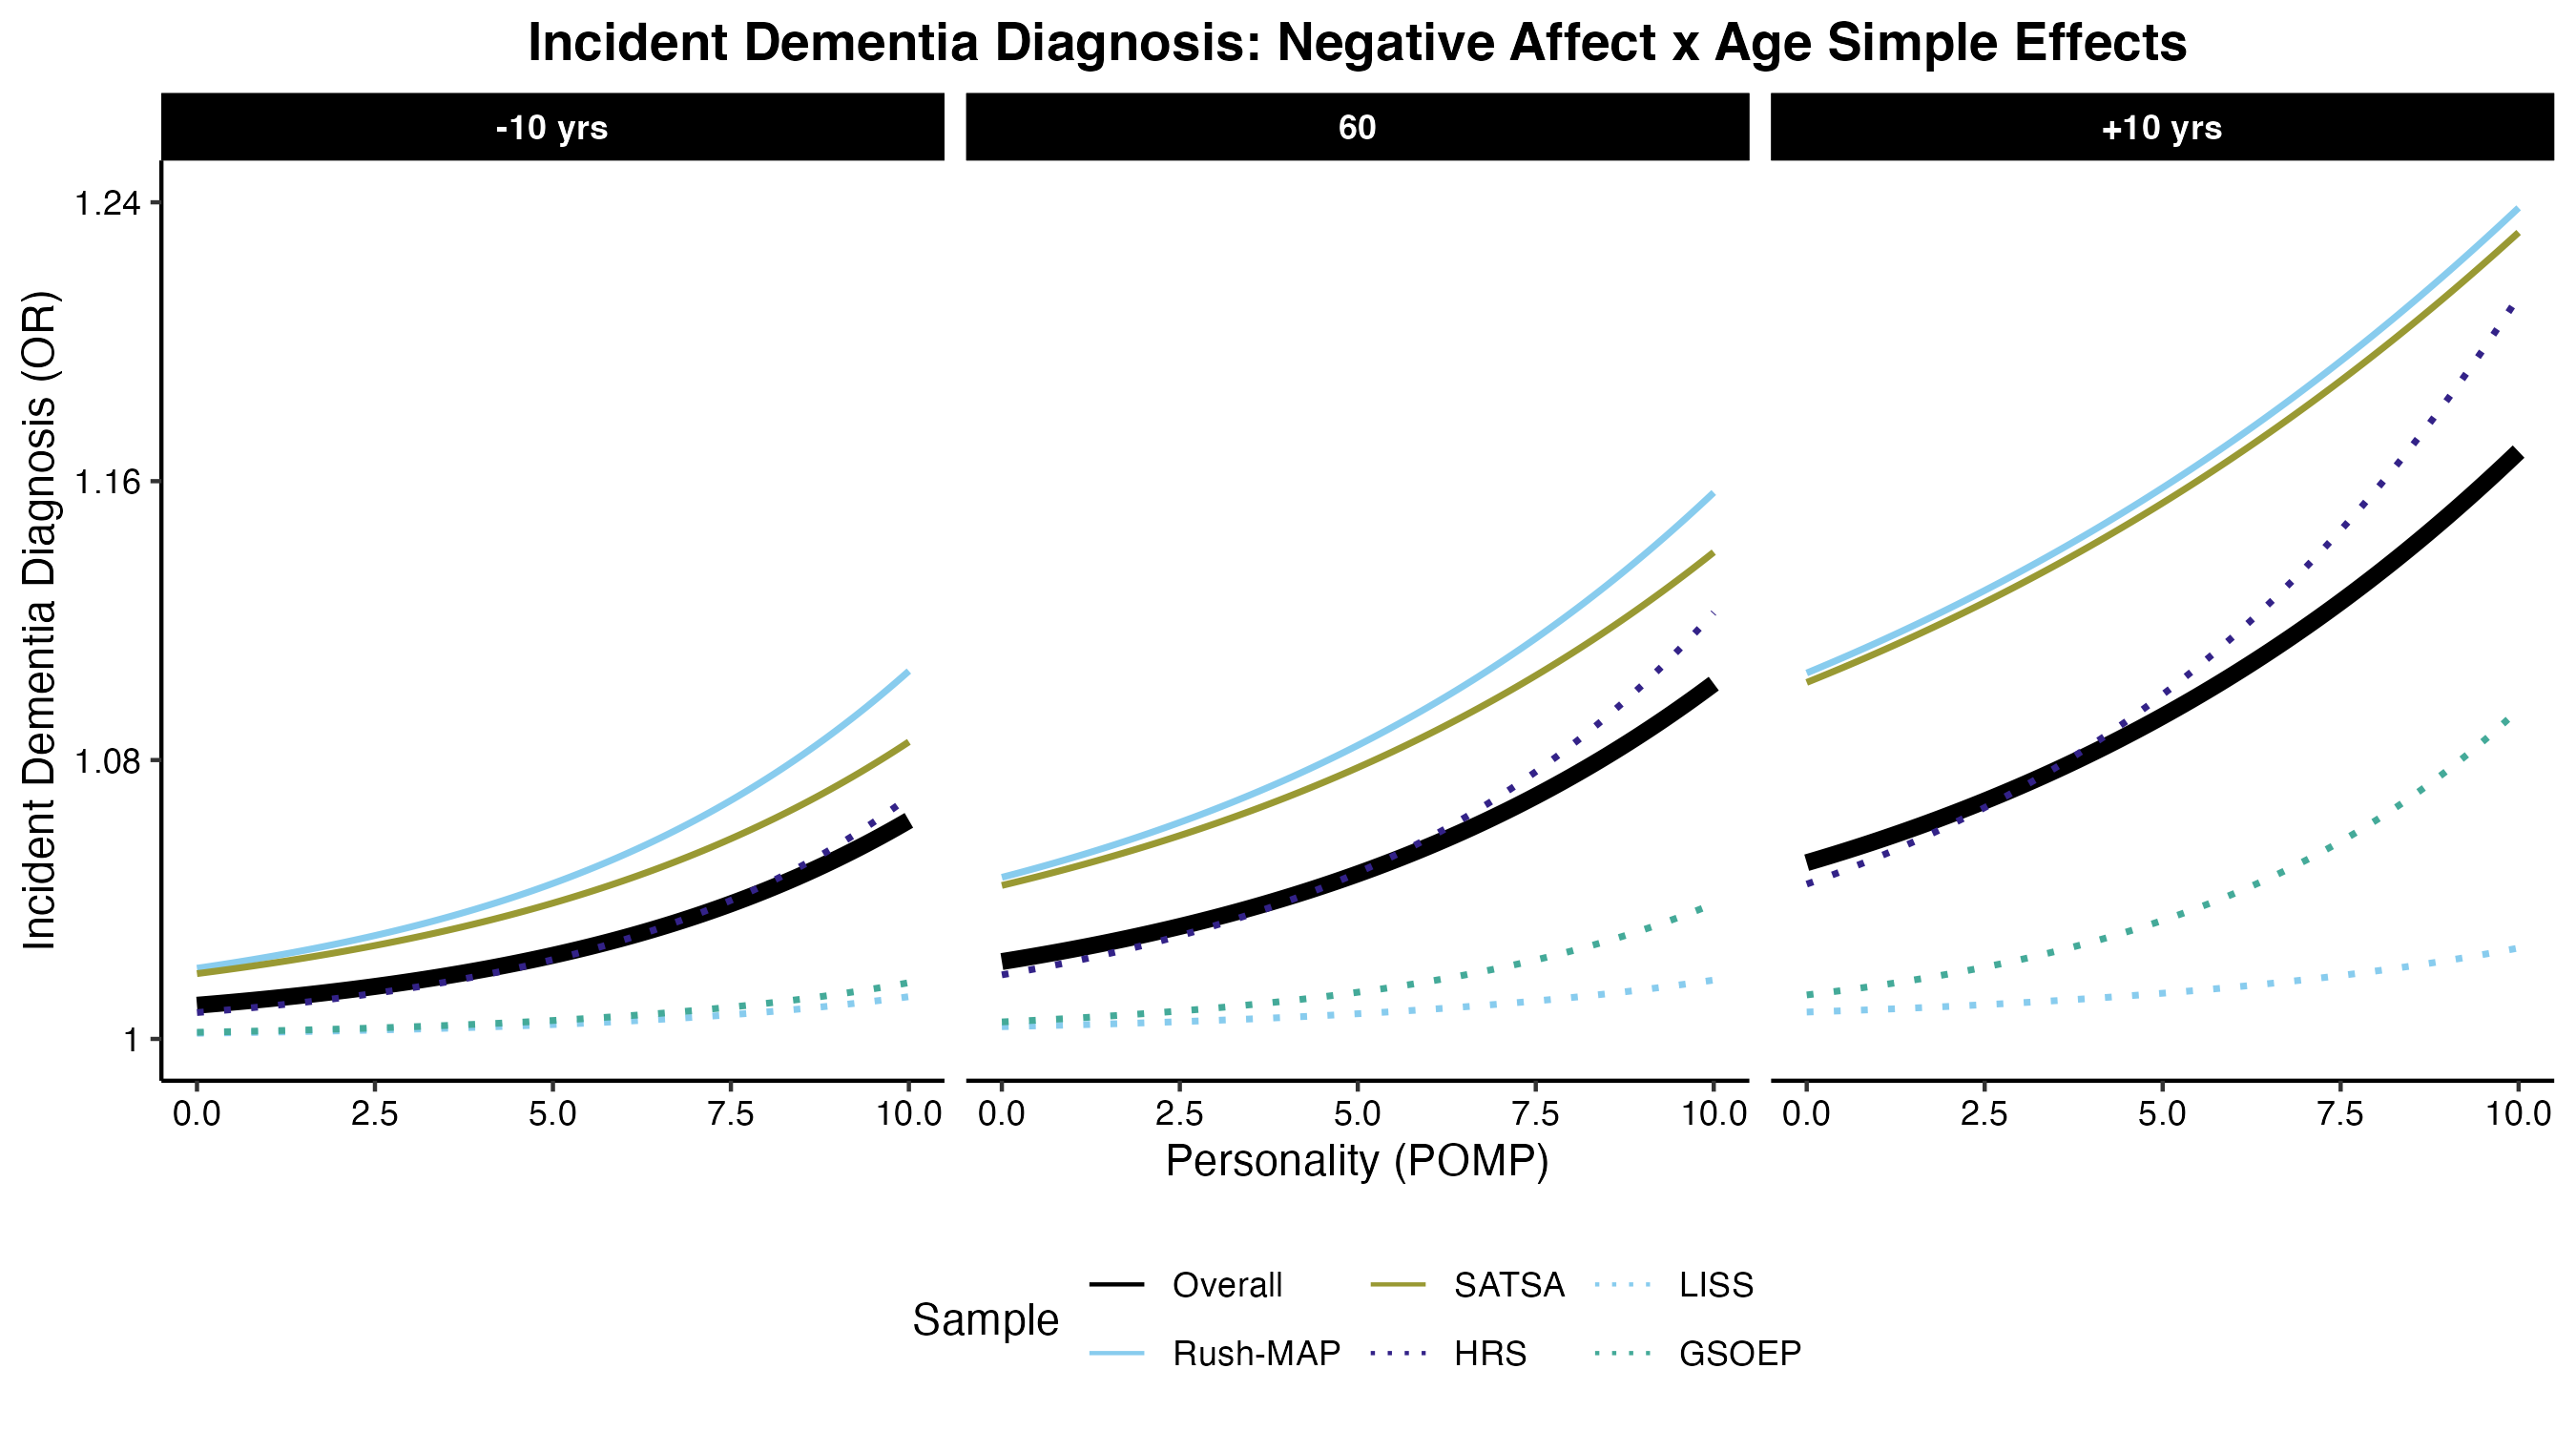 Incident Dementia Diagnosis: Negative Affect x Age Simple Effects
-10 yrs
60
+10 yrs
Incident Dementia Diagnosis (OR)
1.24
1.16
1.08
1
0.0 2.5 5.0 7.5 10.0
0.0 2.5 5.0 7.5 10.0
0.0 2.5 5.0 7.5 10.0
Personality (POMP)
Sample
Overall
SATSA
LISS
Rush-MAP
HRS
GSOEP